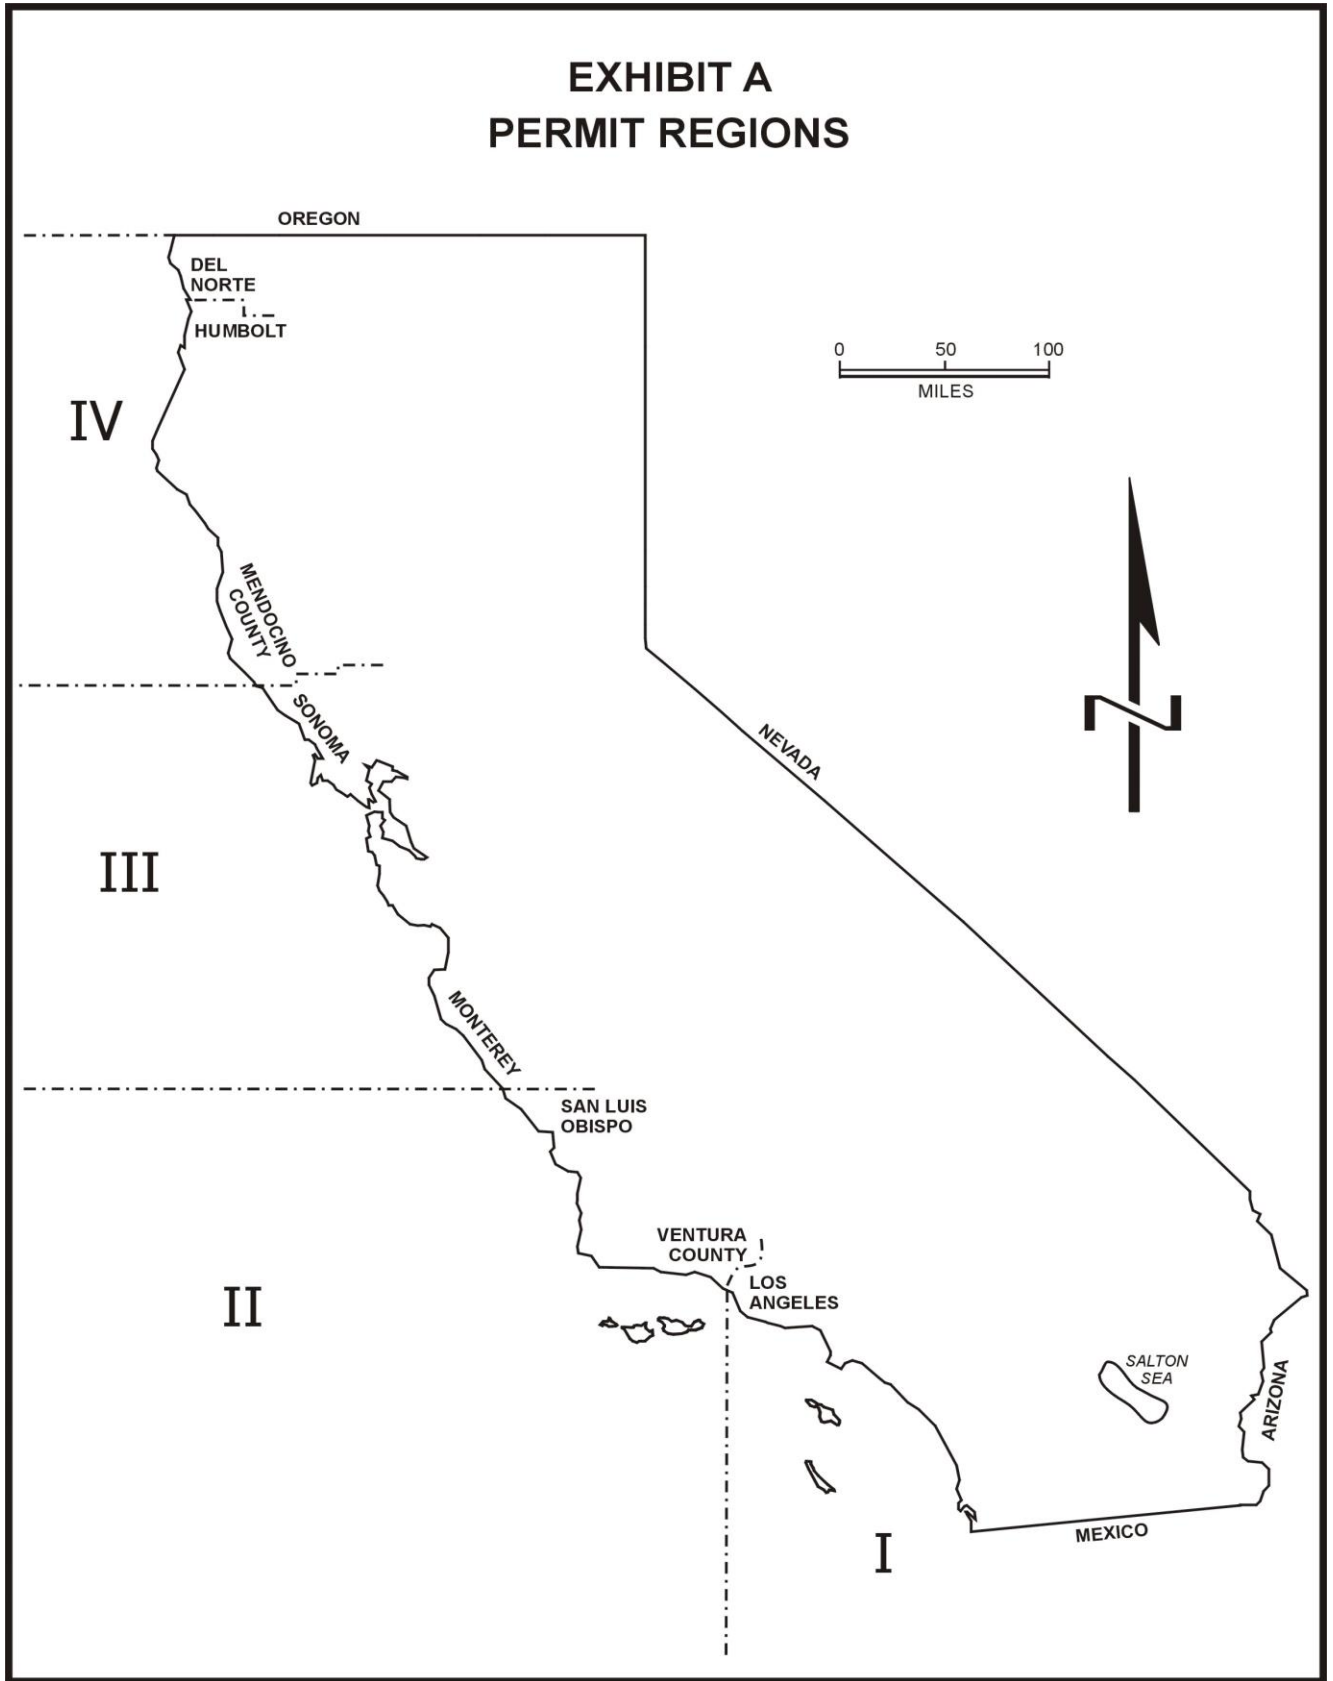 EXHIBIT A
PERMIT REGIONS
OREGON
DEL
NORTE
HUMBOLT
0 50 100
MILES
IV
MENDOCINO
COUNTY
SONOMA
NEVADA
N
III
MONTEREY
SAN LUIS
OBISPO
VENTURA
COUNTY
LOS
ANGELES
II
SALTON
SEA
ARIZONA
I
MEXICO